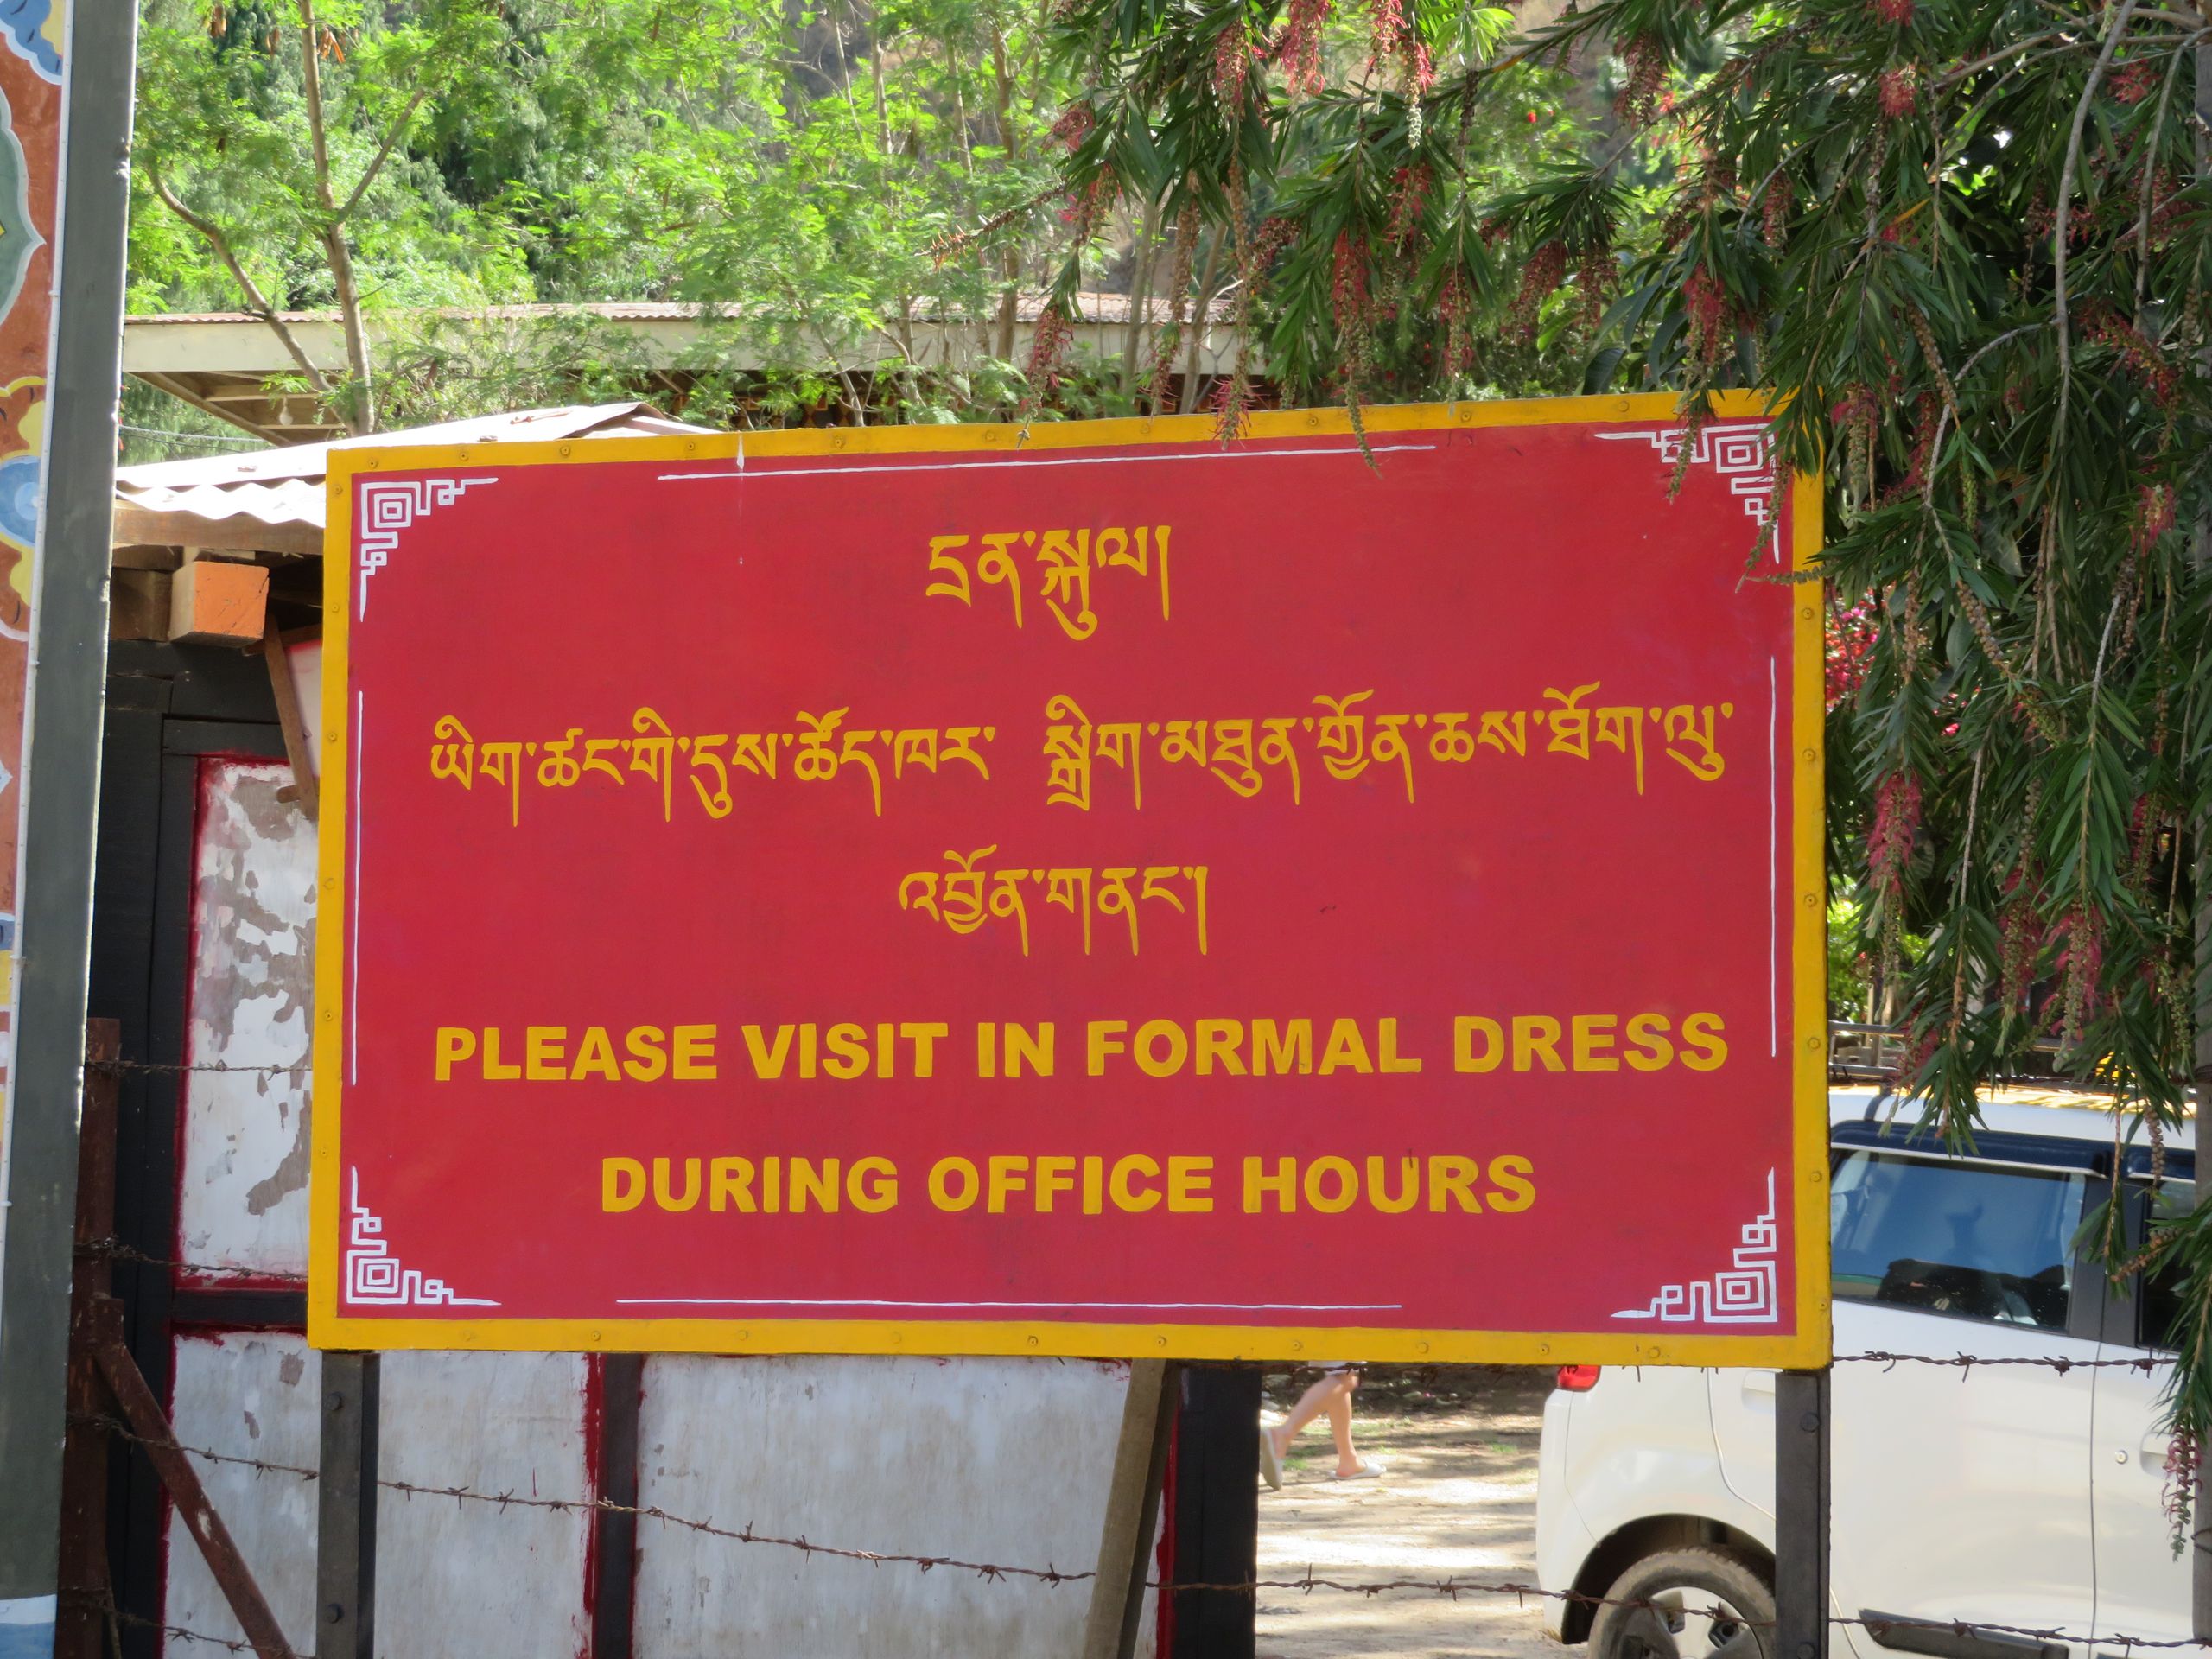 དྲན་སྐུལ།
ཡིག་ཚང་གི་དུས་ཚོད་ཁར་ སྒྲིག་མཐུན་གྱོན་ཆས་ཐོག་ལུ་
འབྱོན་གནང་།
PLEASE VISIT IN FORMAL DRESS
DURING OFFICE HOURS